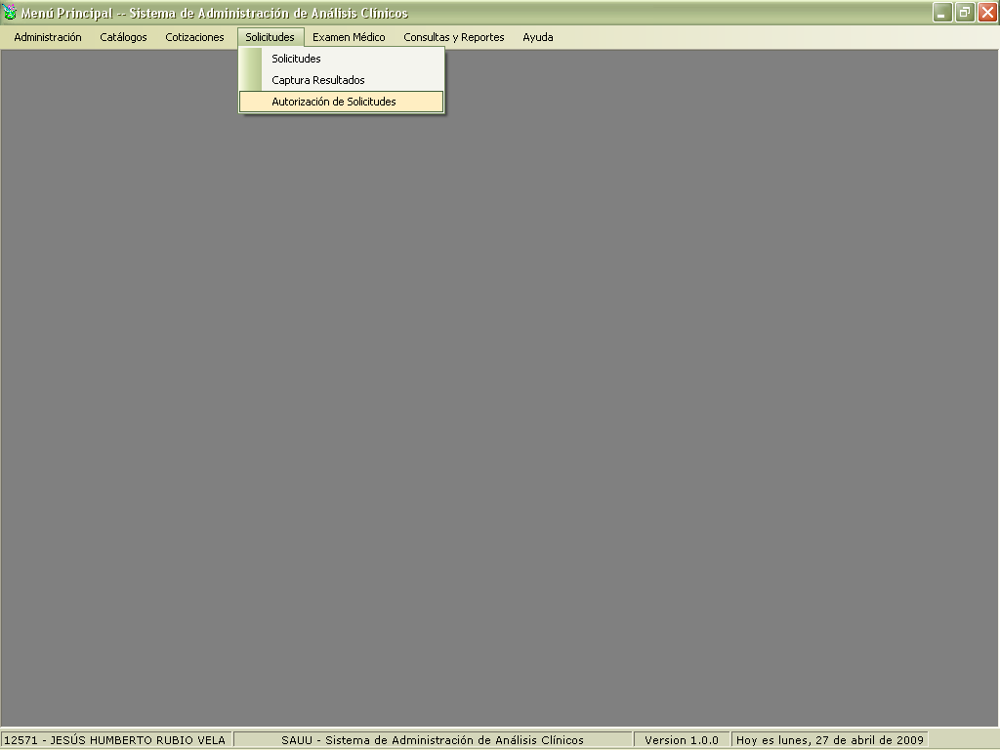 Menú Principal -- Sistema de Administración de Análisis Clínicos
Administración Catálogos Cotizaciones Solicitudes Examen Médico Consultas y Reportes Ayuda
Solicitudes
Captura Resultados
Autorización de Solicitudes
12571 - JESÚS HUMBERTO RUBIO VELA SAUU - Sistema de Administración de Análisis Clínicos Version 1.0.0 Hoy es lunes, 27 de abril de 2009